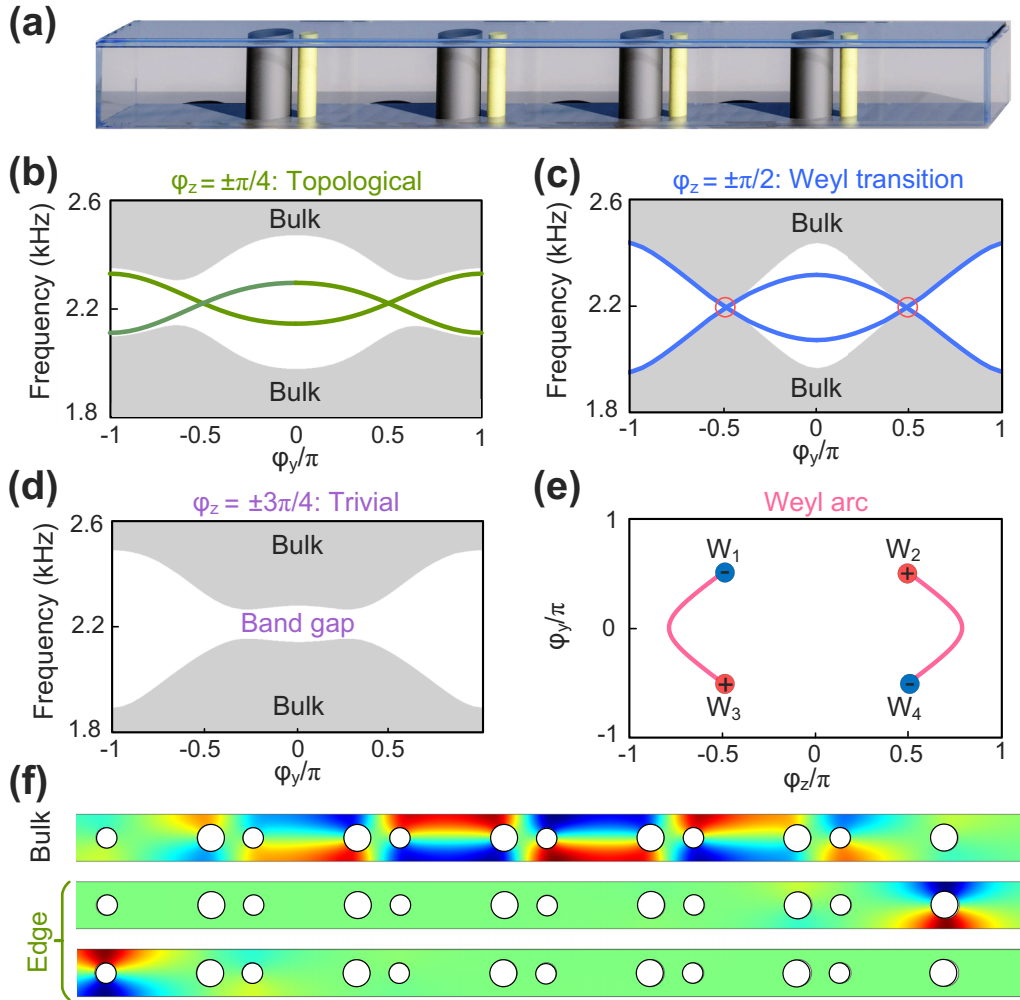 (a)
(b)
φz = ±π/4: Topological
2.6
2.2
1.8
Frequency (kHz)
Bulk
Bulk
-1 -0.5 0 0.5 1
φy/π
(c)
φz = ±π/2: Weyl transition
2.6
2.2
1.8
Frequency (kHz)
Bulk
Bulk
-1 -0.5 0 0.5 1
φy/π
(d)
φz = ±3π/4: Trivial
2.6
2.2
1.8
Frequency (kHz)
Bulk
Band gap
Bulk
-1 -0.5 0 0.5 1
φy/π
(e)
Weyl arc
1
0
-1
φy/π
W1 W2
- +
+ -
W3 W4
-1 -0.5 0 0.5 1
φz/π
(f)
Bulk
Edge